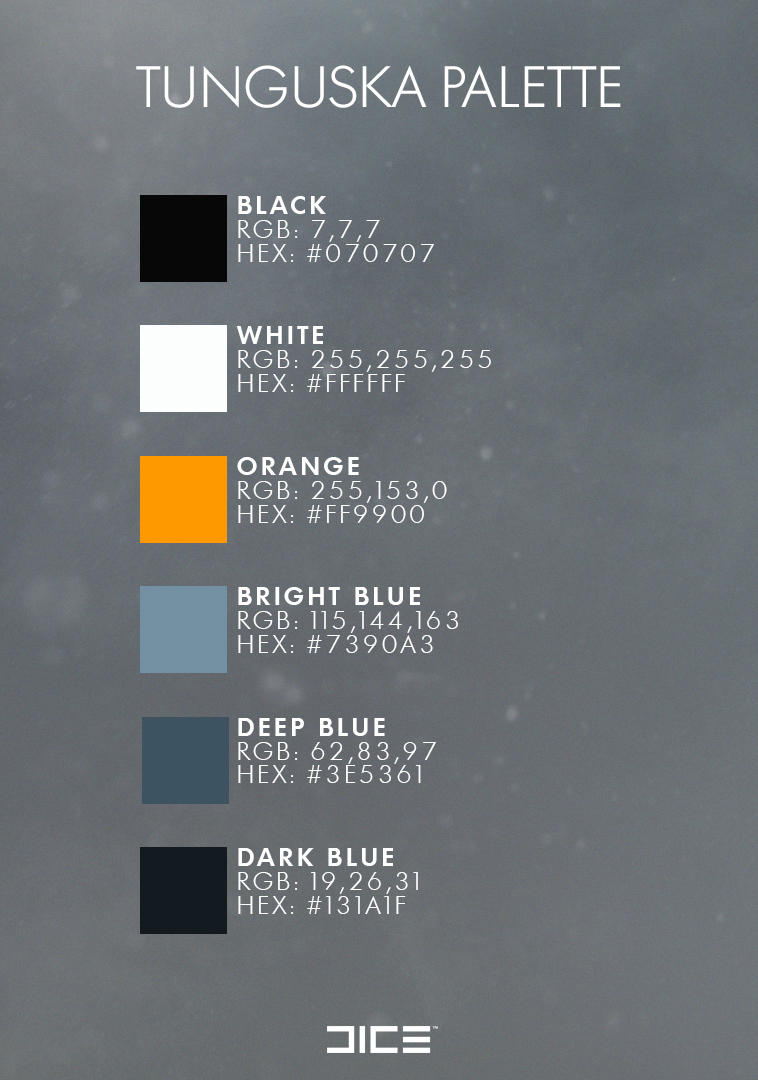 TUNGUSKA PALETTE
BLACK
RGB: 7,7,7
HEX: #070707
WHITE
RGB: 255,255,255
HEX: #FFFFFF
ORANGE
RGB: 255,153,0
HEX: #FF9900
BRIGHT BLUE
RGB: 115,144,163
HEX: #7390A3
DEEP BLUE
RGB: 62,83,97
HEX: #3E5361
DARK BLUE
RGB: 19,26,31
HEX: #131A1F
DICE™